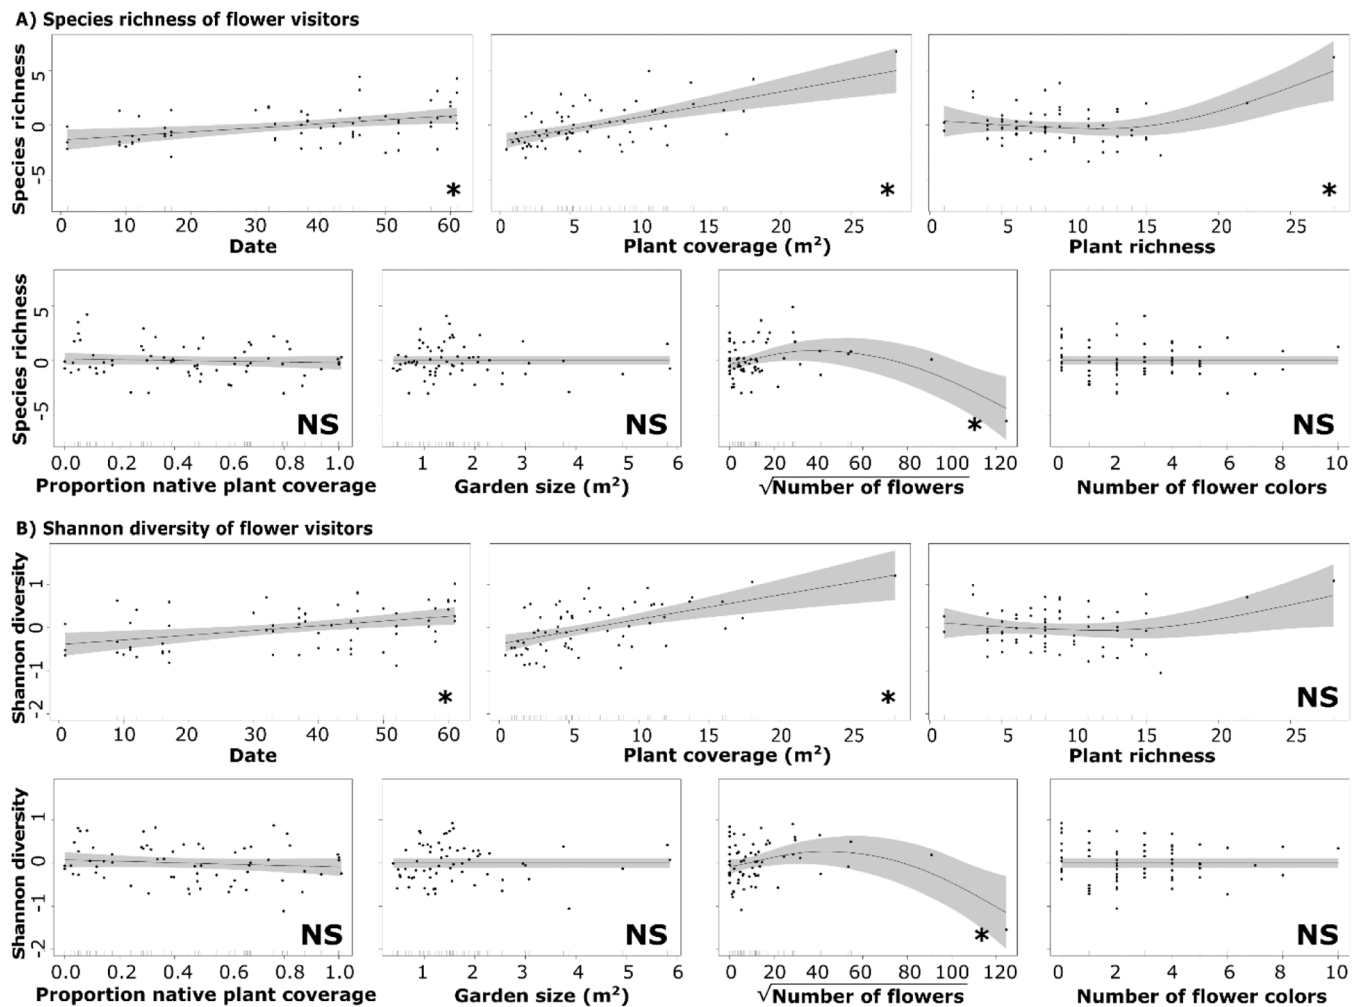 A) Species richness of flower visitors
Species richness
5
0
-5
*
0 10 20 30 40 50 60
Date
*
0 5 10 15 20 25
Plant coverage (m²)
*
0 5 10 15 20 25
Plant richness
Species richness
5
0
-5
NS
0.0 0.2 0.4 0.6 0.8 1.0
Proportion native plant coverage
NS
1 2 3 4 5 6
Garden size (m²)
*
0 20 40 60 80 100 120
√Number of flowers
NS
0 2 4 6 8 10
Number of flower colors
B) Shannon diversity of flower visitors
Shannon diversity
1
0
-1
-2
*
0 10 20 30 40 50 60
Date
*
0 5 10 15 20 25
Plant coverage (m²)
NS
0 5 10 15 20 25
Plant richness
Shannon diversity
1
0
-1
-2
NS
0.0 0.2 0.4 0.6 0.8 1.0
Proportion native plant coverage
NS
1 2 3 4 5 6
Garden size (m²)
*
0 20 40 60 80 100 120
√Number of flowers
NS
0 2 4 6 8 10
Number of flower colors